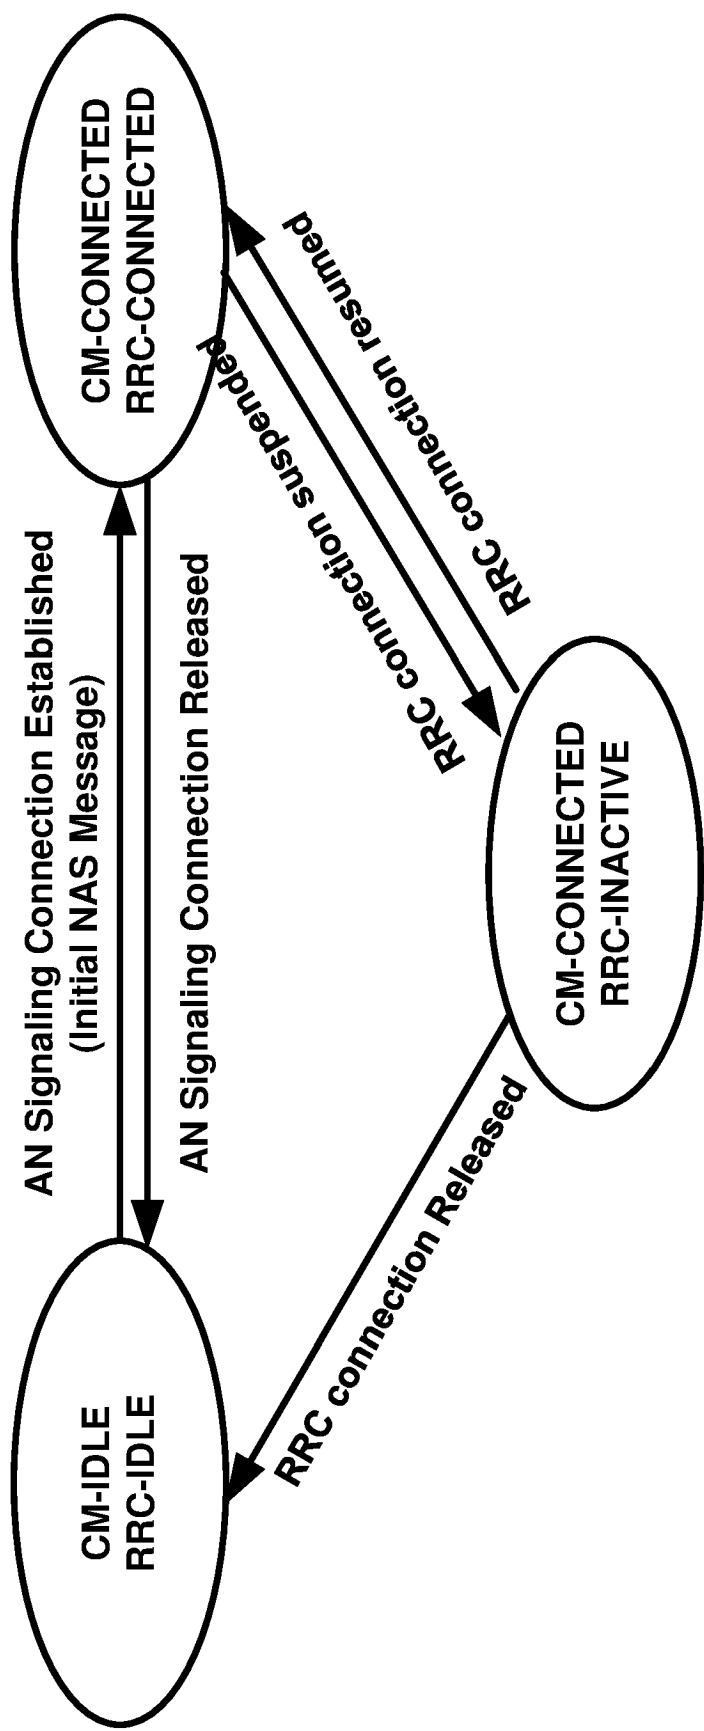 CM-IDLE
RRC-IDLE
AN Signaling Connection Established
(Initial NAS Message)
AN Signaling Connection Released
CM-CONNECTED
RRC-CONNECTED
RRC connection Released
RRC connection suspended
RRC connection resumed
CM-CONNECTED
RRC-INACTIVE